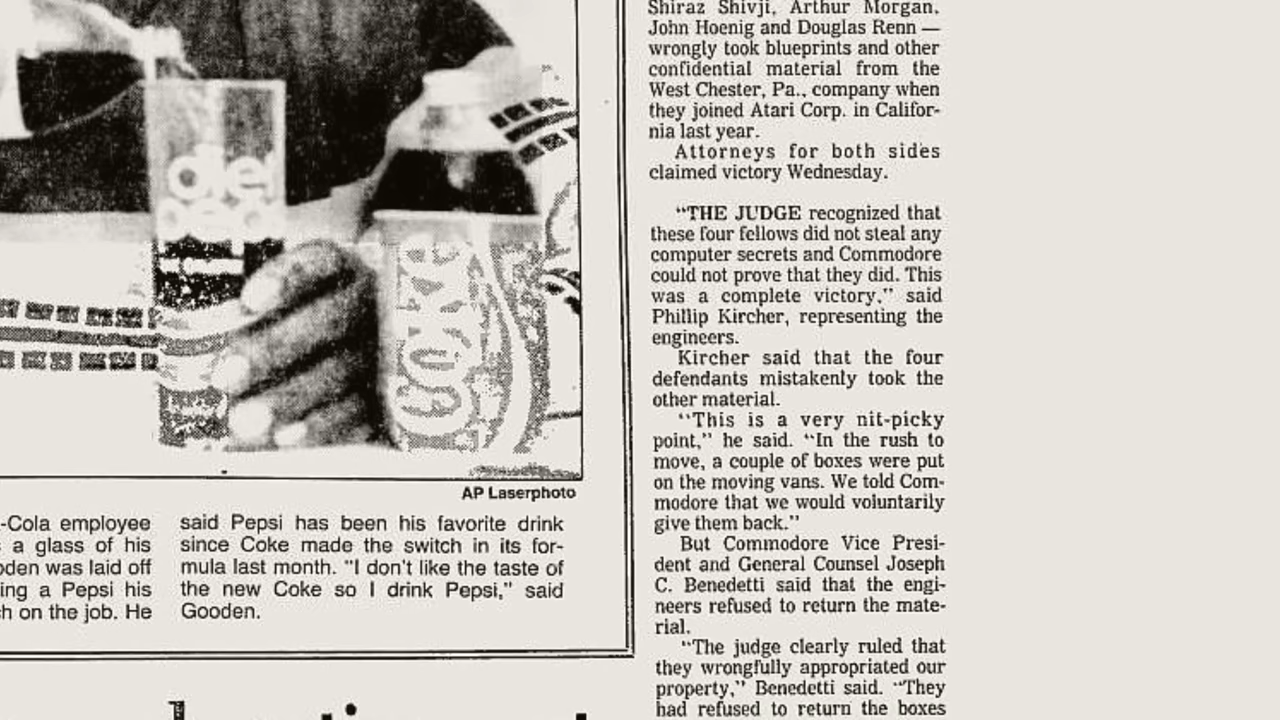 diet
Coke
AP Laserphoto
-Cola employee
a glass of his
oden was laid off
ing a Pepsi his
ch on the job. He
said Pepsi has been his favorite drink
since Coke made the switch in its for-
mula last month. "I don't like the taste of
the new Coke so I drink Pepsi," said
Gooden.
Shiraz Shivji, Arthur Morgan,
John Hoenig and Douglas Renn —
wrongly took blueprints and other
confidential material from the
West Chester, Pa., company when
they joined Atari Corp. in Califor-
nia last year.
Attorneys for both sides
claimed victory Wednesday.
"THE JUDGE recognized that
these four fellows did not steal any
computer secrets and Commodore
could not prove that they did. This
was a complete victory," said
Phillip Kircher, representing the
engineers.
Kircher said that the four
defendants mistakenly took the
other material.
"This is a very nit-picky
point," he said. "In the rush to
move, a couple of boxes were put
on the moving vans. We told Com-
modore that we would voluntarily
give them back."
But Commodore Vice Presi-
dent and General Counsel Joseph
C. Benedetti said that the engi-
neers refused to return the mate-
rial.
"The judge clearly ruled that
they wrongfully appropriated our
property," Benedetti said. "They
had refused to return the boxes